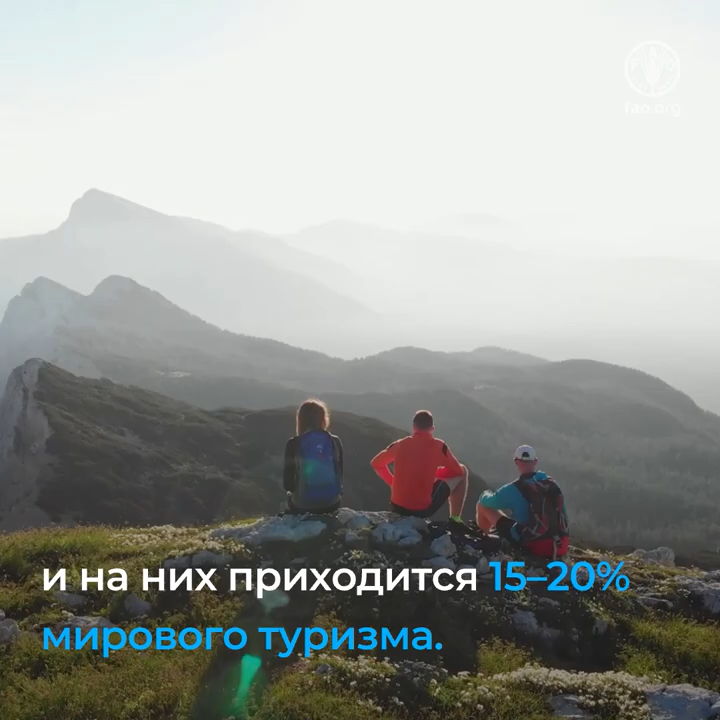 fao.org
и на них приходится 15–20%
мирового туризма.